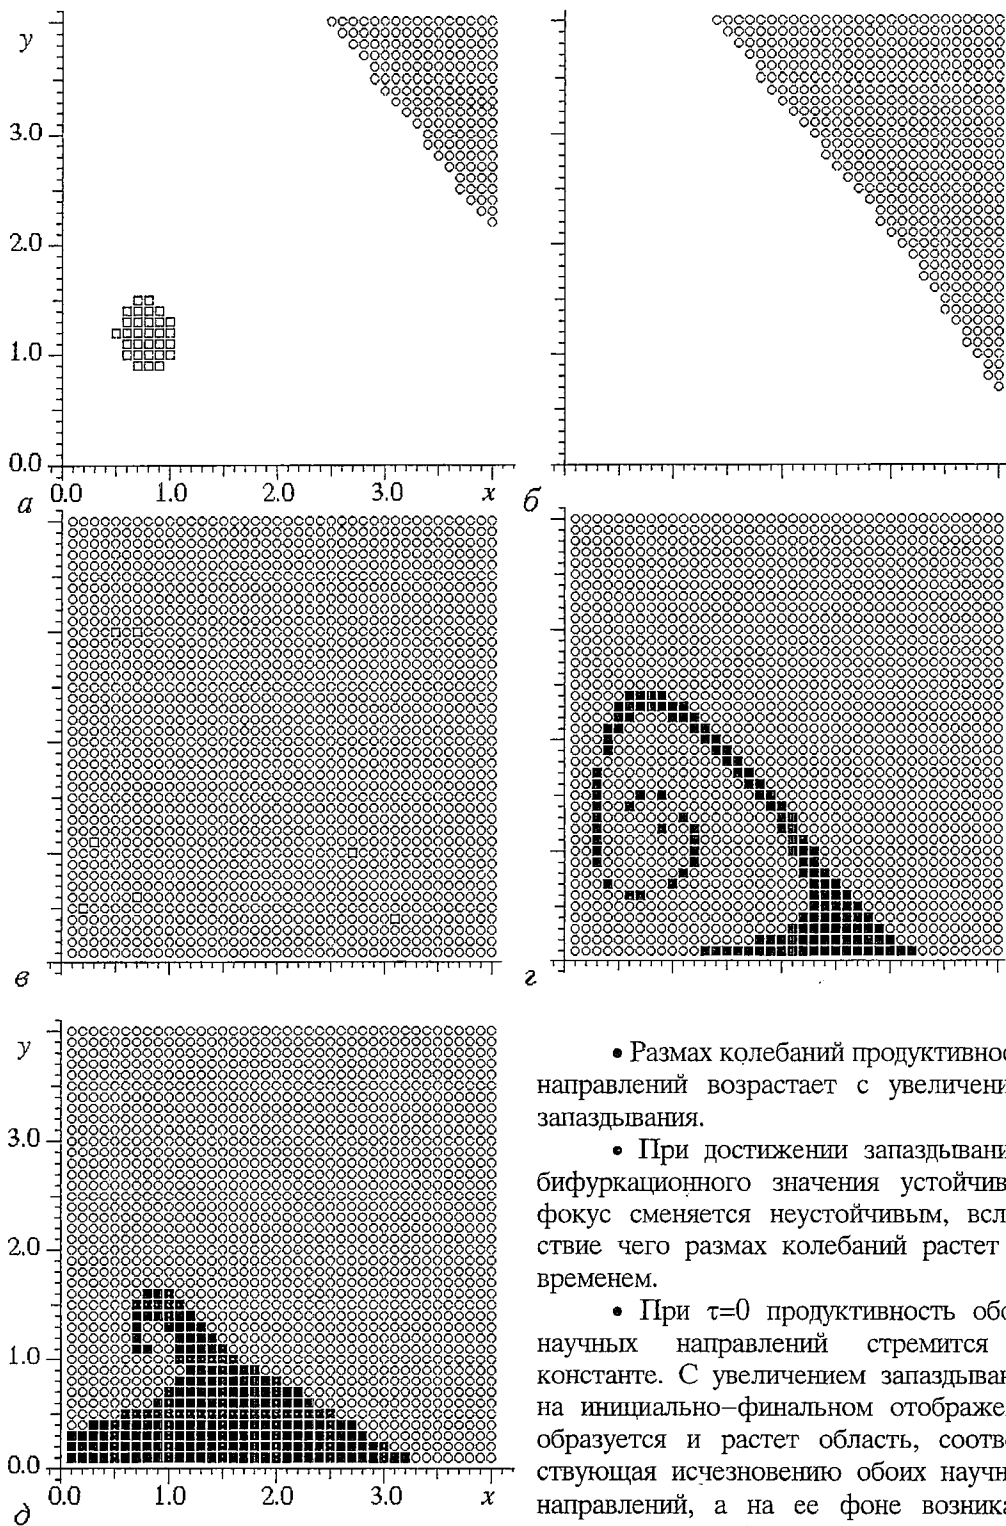 y
3.0
2.0
1.0
0.0
0.0 1.0 2.0 3.0 x
а
б
в
г
y
3.0
2.0
1.0
0.0
0.0 1.0 2.0 3.0 x
д
• Размах колебаний продуктивнос
направлений возрастает с увеличени
запаздывания.
• При достижении запаздывани
бифуркационного значения устойчив
фокус сменяется неустойчивым, всл
ствие чего размах колебаний растет
временем.
• При τ=0 продуктивность обо
научных направлений стремится
константе. С увеличением запаздыван
на инициально–финальном отображе
образуется и растет область, соотве
ствующая исчезновению обоих научн
направлений, а на ее фоне возника